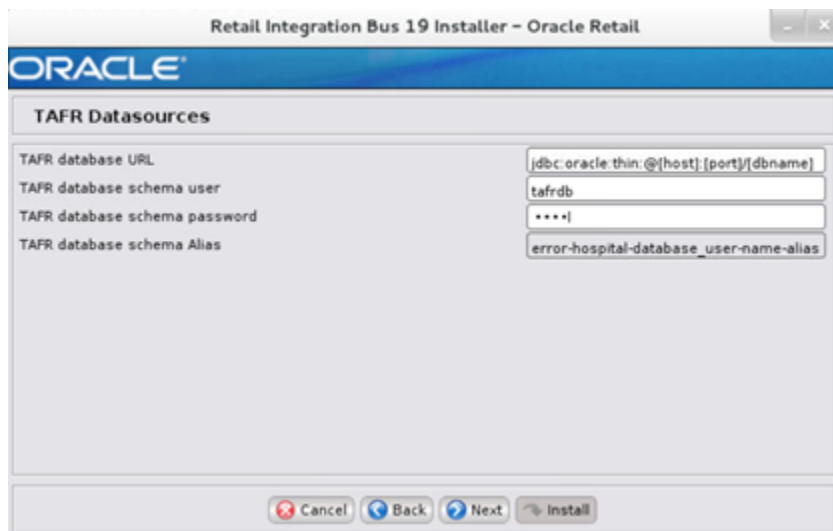 Retail Integration Bus 19 Installer – Oracle Retail
ORACLE
TAFR Datasources
TAFR database URL jdbc:oracle:thin:@[host]:[port]/[dbname]
TAFR database schema user tafrdb
TAFR database schema password ••••
TAFR database schema Alias error-hospital-database_user-name-alias
Cancel Back Next Install